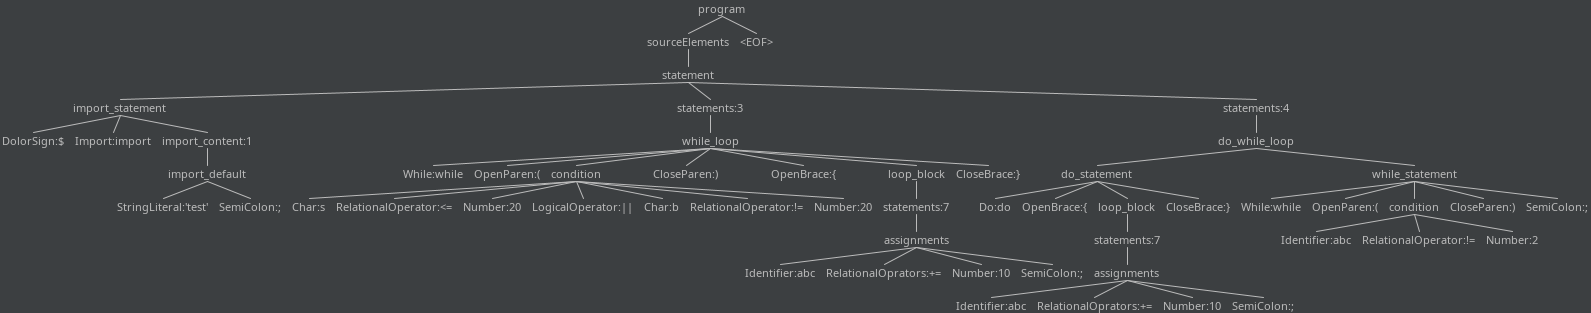 program
sourceElements <EOF>
statement
import_statement statements:3 statements:4
DolorSign:$ Import:import import_content:1 while_loop do_while_loop
import_default While:while OpenParen:( condition CloseParen:) OpenBrace:{ loop_block CloseBrace:} do_statement while_statement
StringLiteral:'test' SemiColon:; Char:s RelationalOperator:<= Number:20 LogicalOperator:|| Char:b RelationalOperator:!= Number:20 statements:7 Do:do OpenBrace:{ loop_block CloseBrace:} While:while OpenParen:( condition CloseParen:) SemiColon:;
assignments statements:7 Identifier:abc RelationalOperator:!= Number:2
Identifier:abc RelationalOprators:+= Number:10 SemiColon:; assignments
Identifier:abc RelationalOprators:+= Number:10 SemiColon:;